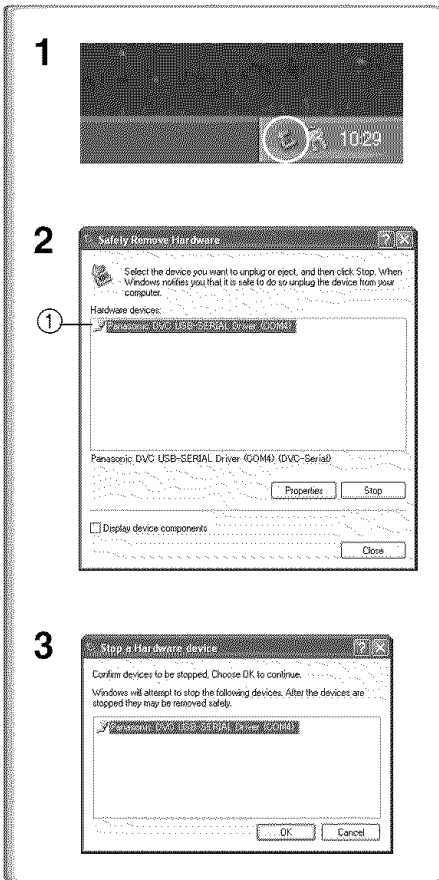 1
10:29
2
Safely Remove Hardware
Select the device you want to unplug or eject, and then click Stop. When
Windows notifies you that it is safe to do so unplug the device from your
computer.
Hardware devices:
1
Panasonic DVC USB-SERIAL Driver (COM4)
Panasonic DVC USB-SERIAL Driver (COM4) (DVC-Serial)
Properties Stop
Display device components
Close
3
Stop a Hardware device
Confirm devices to be stopped, Choose OK to continue.
Windows will attempt to stop the following devices. After the devices are
stopped they may be removed safely.
Panasonic DVC USB-SERIAL Driver (COM4)
OK Cancel